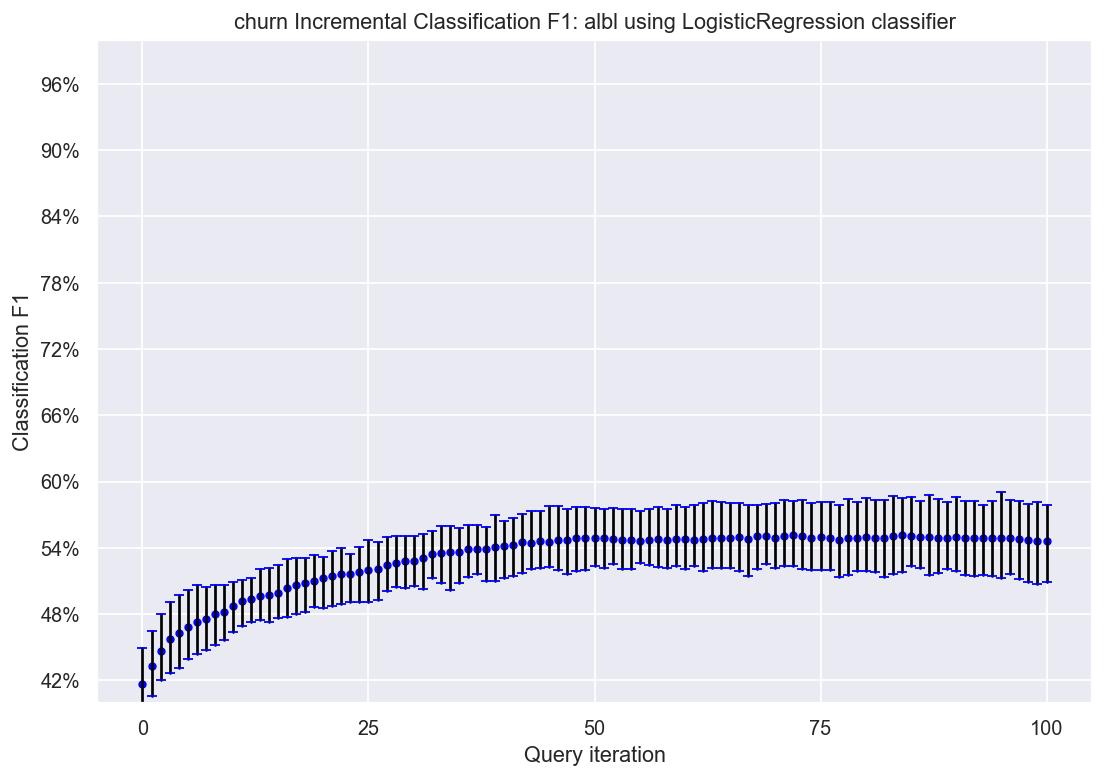 churn Incremental Classification F1: albl using LogisticRegression classifier
96%
90%
84%
78%
72%
66%
60%
54%
48%
42%
Classification F1
0 25 50 75 100
Query iteration